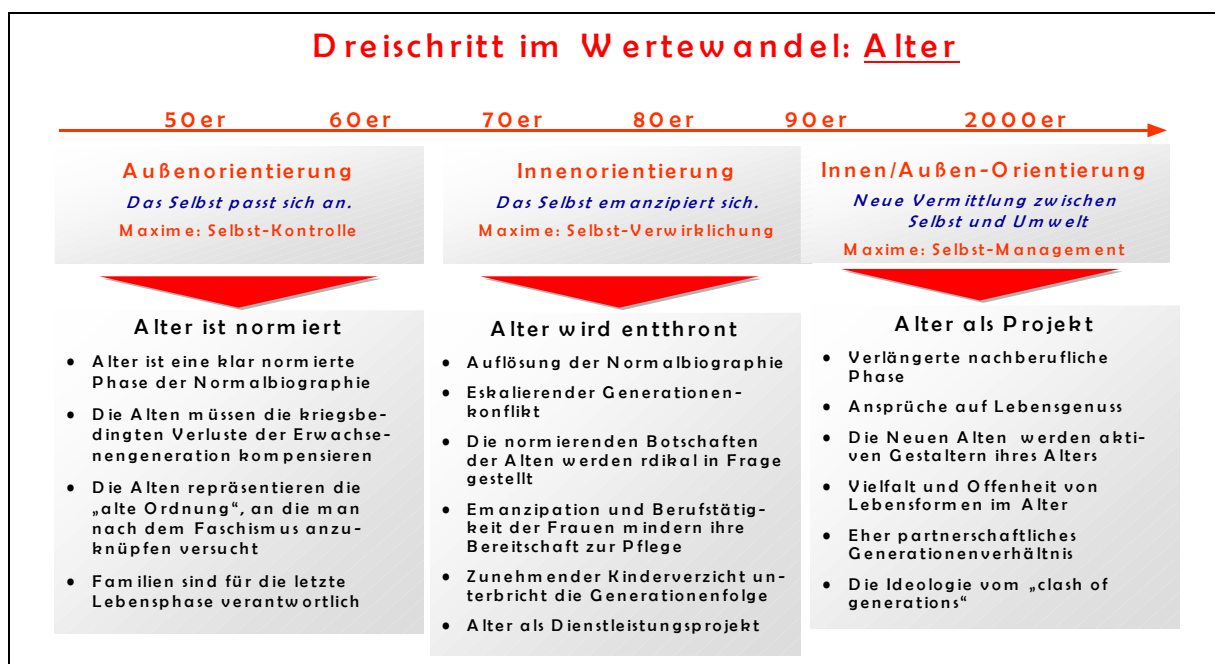 Dreischritt im Wertewandel: Alter
50er 60er 70er 80er 90er 2000er
Außenorientierung
Das Selbst passt sich an.
Maxime: Selbst-Kontrolle
Innenorientierung
Das Selbst emanzipiert sich.
Maxime: Selbst-Verwirklichung
Innen/Außen-Orientierung
Neue Vermittlung zwischen
Selbst und Umwelt
Maxime: Selbst-Management
Alter ist normiert
• Alter ist eine klar normierte
Phase der Normalbiographie
• Die Alten müssen die kriegsbe-
dingten Verluste der Erwachse-
nengeneration kompensieren
• Die Alten repräsentieren die
„alte Ordnung“, an die man
nach dem Faschismus anzu-
knüpfen versucht
• Familien sind für die letzte
Lebensphase verantwortlich
Alter wird entthront
• Auflösung der Normalbiographie
• Eskalierender Generationen-
konflikt
• Die normierenden Botschaften
der Alten werden rdikal in Frage
gestellt
• Emanzipation und Berufstätig-
keit der Frauen mindern ihre
Bereitschaft zur Pflege
• Zunehmender Kinderverzicht un-
terbricht die Generationenfolge
• Alter als Dienstleistungsprojekt
Alter als Projekt
• Verlängerte nachberufliche
Phase
• Ansprüche auf Lebensgenuss
• Die Neuen Alten werden akti-
ven Gestaltern ihres Alters
• Vielfalt und Offenheit von
Lebensformen im Alter
• Eher partnerschaftliches
Generationenverhältnis
• Die Ideologie vom „clash of
generations“